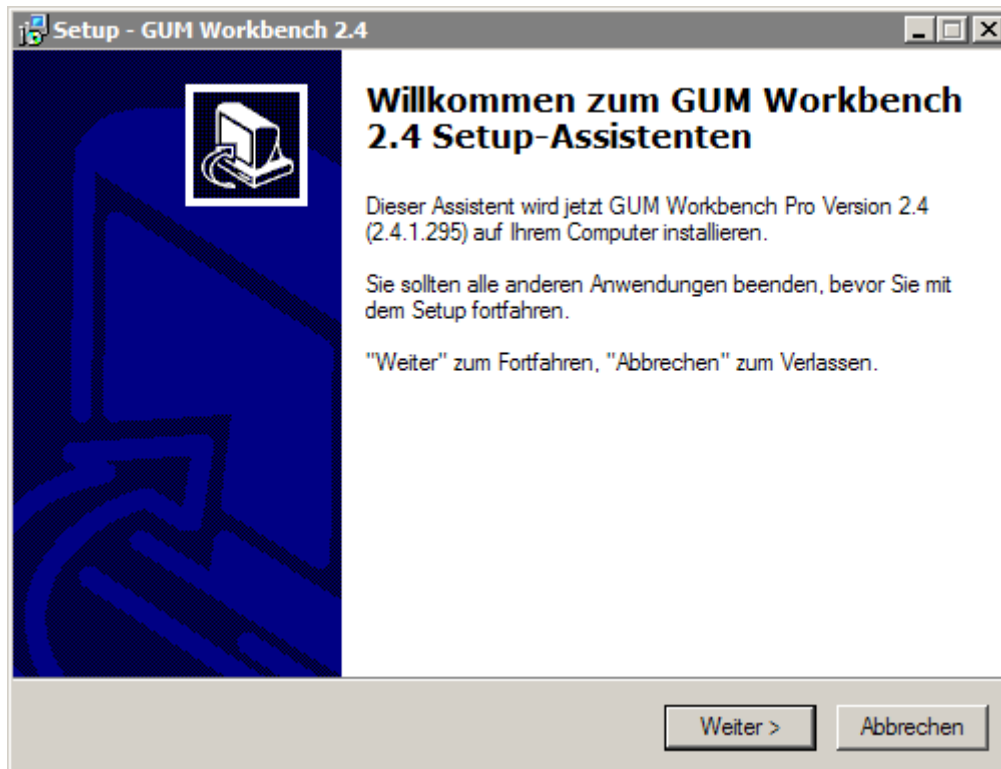 Setup - GUM Workbench 2.4
Willkommen zum GUM Workbench
2.4 Setup-Assistenten
Dieser Assistent wird jetzt GUM Workbench Pro Version 2.4
(2.4.1.295) auf Ihrem Computer installieren.
Sie sollten alle anderen Anwendungen beenden, bevor Sie mit
dem Setup fortfahren.
"Weiter" zum Fortfahren, "Abbrechen" zum Verlassen.
Weiter >
Abbrechen